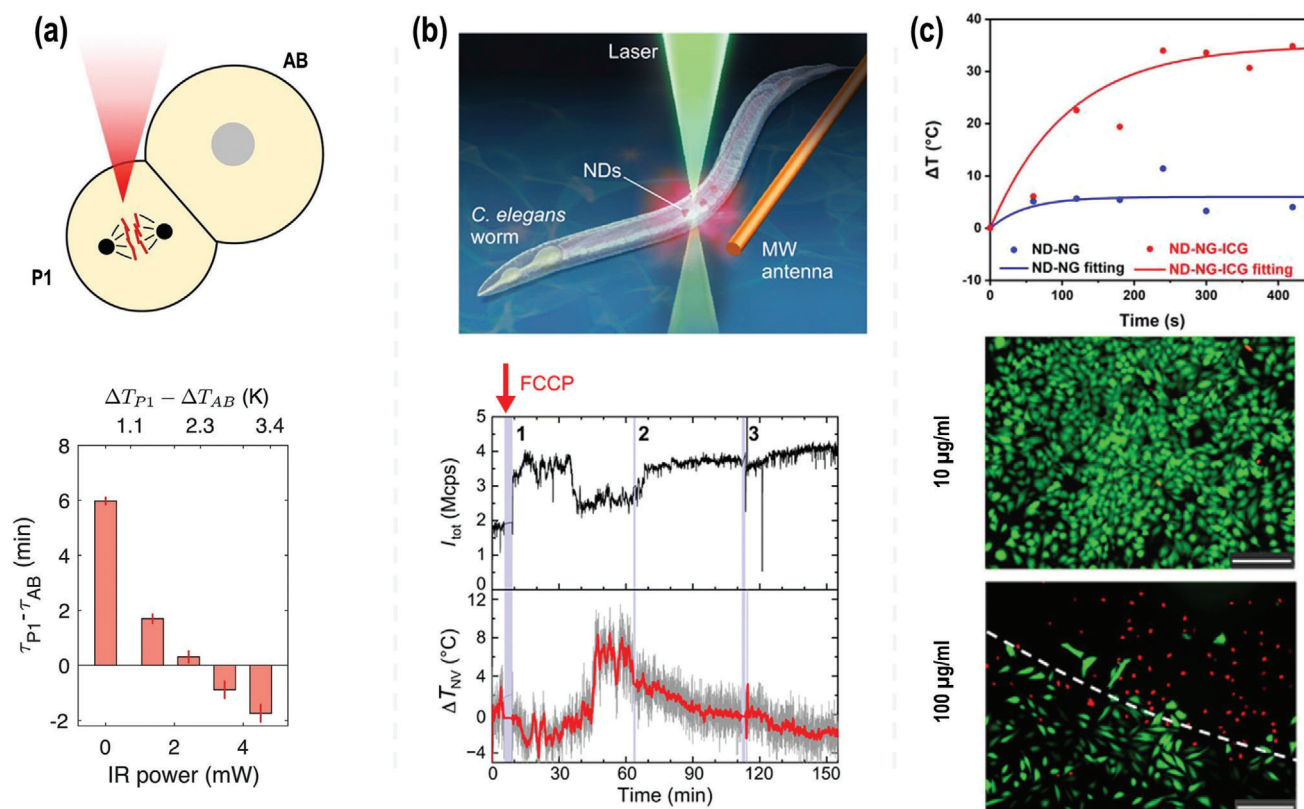 (a)
AB
P1
ΔT_P1 − ΔT_AB (K)
1.1 2.3 3.4
8
6
4
2
0
-2
τ_P1-τ_AB (min)
0 2 4
IR power (mW)
(b)
Laser
NDs
C. elegans
worm
MW
antenna
FCCP
5
4
3
2
1
0
I_tot (Mcps)
1 2 3
12
8
4
0
−4
ΔT_NV (°C)
0 30 60 90 120 150
Time (min)
(c)
40
30
20
10
0
-10
ΔT (°C)
ND-NG ND-NG-ICG
ND-NG fitting ND-NG-ICG fitting
0 100 200 300 400
Time (s)
10 µg/ml
100 µg/ml